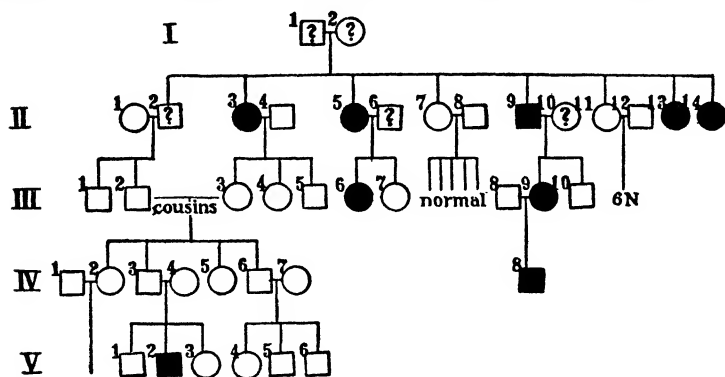 I 1 ? 2 ?
II 1 2 ? 3 4 5 6 ? 7 8 9 10 ? 11 12 13 14
III 1 2 cousins 3 4 5 6 7 normal 8 9 10 6N
IV 1 2 3 4 5 6 7 8
V 1 2 3 4 5 6